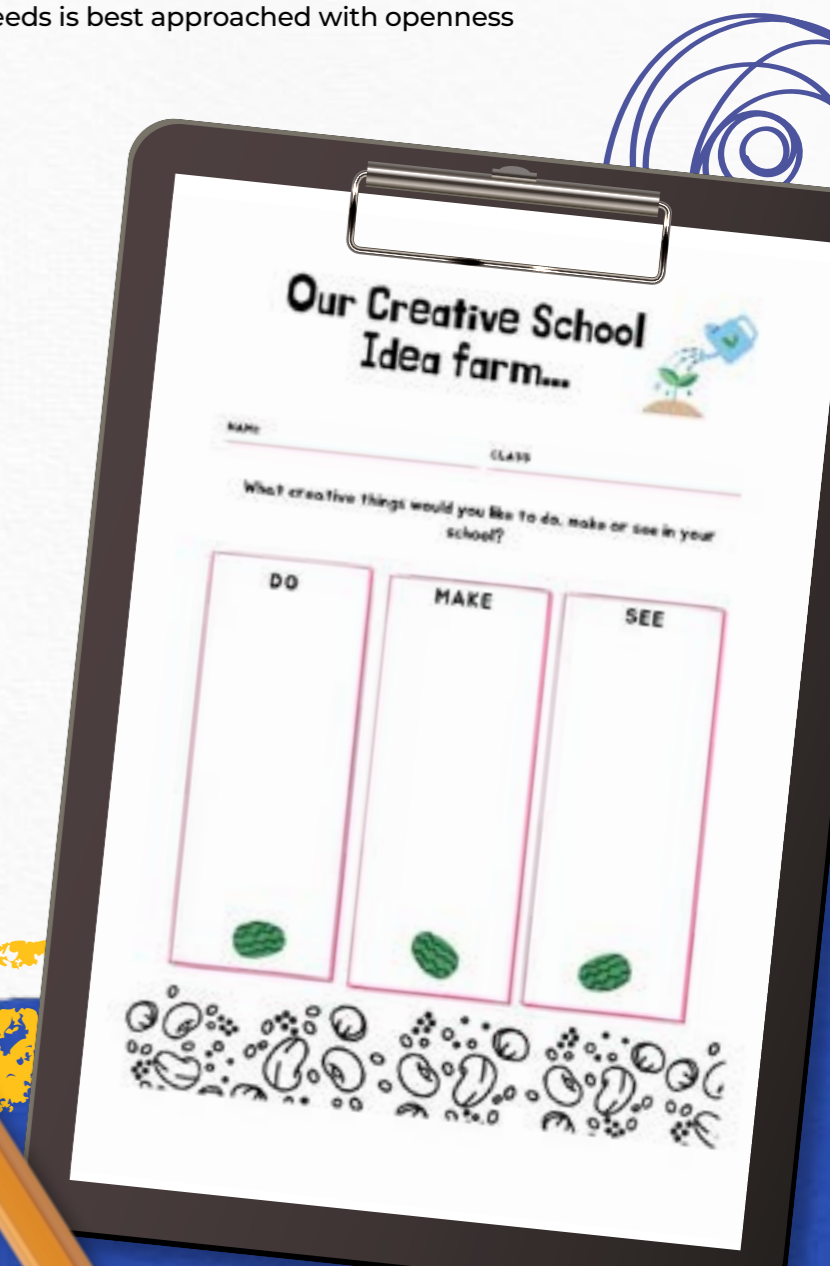 eeds is best approached with openness
Our Creative School
Idea farm...
NAME
CLASS
What creative things would you like to do, make or see in your
school?
DO
MAKE
SEE